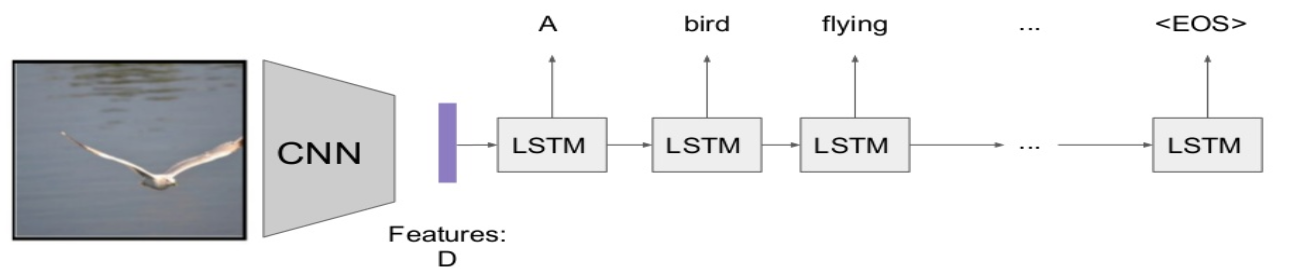 A bird flying ... <EOS>
CNN
LSTM LSTM LSTM ... LSTM
Features:
D